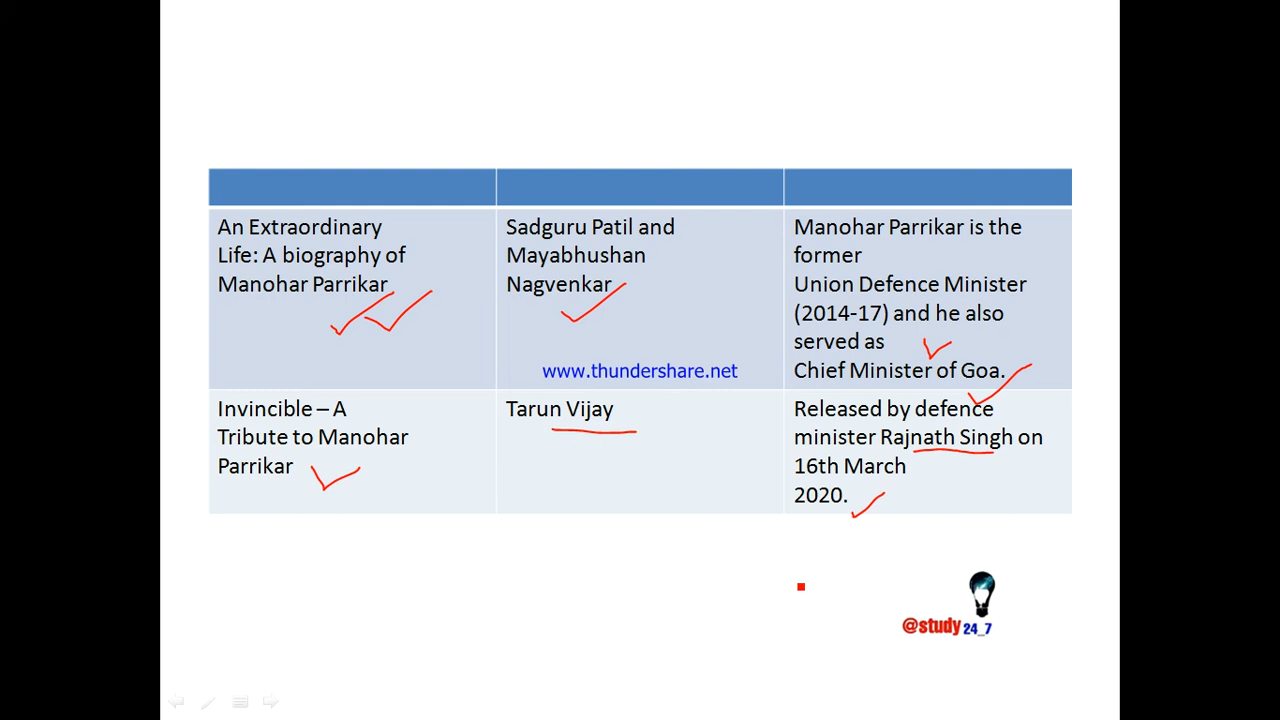 An Extraordinary
Life: A biography of
Manohar Parrikar
Sadguru Patil and
Mayabhushan
Nagvenkar
www.thundershare.net
Manohar Parrikar is the
former
Union Defence Minister
(2014-17) and he also
served as
Chief Minister of Goa.
Invincible – A
Tribute to Manohar
Parrikar
Tarun Vijay
Released by defence
minister Rajnath Singh on
16th March
2020.
@study 24_7